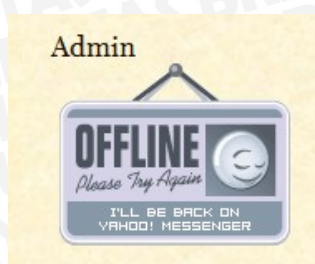 Admin
OFFLINE
Please Try Again
I'LL BE BACK ON
YAHOO! MESSENGER